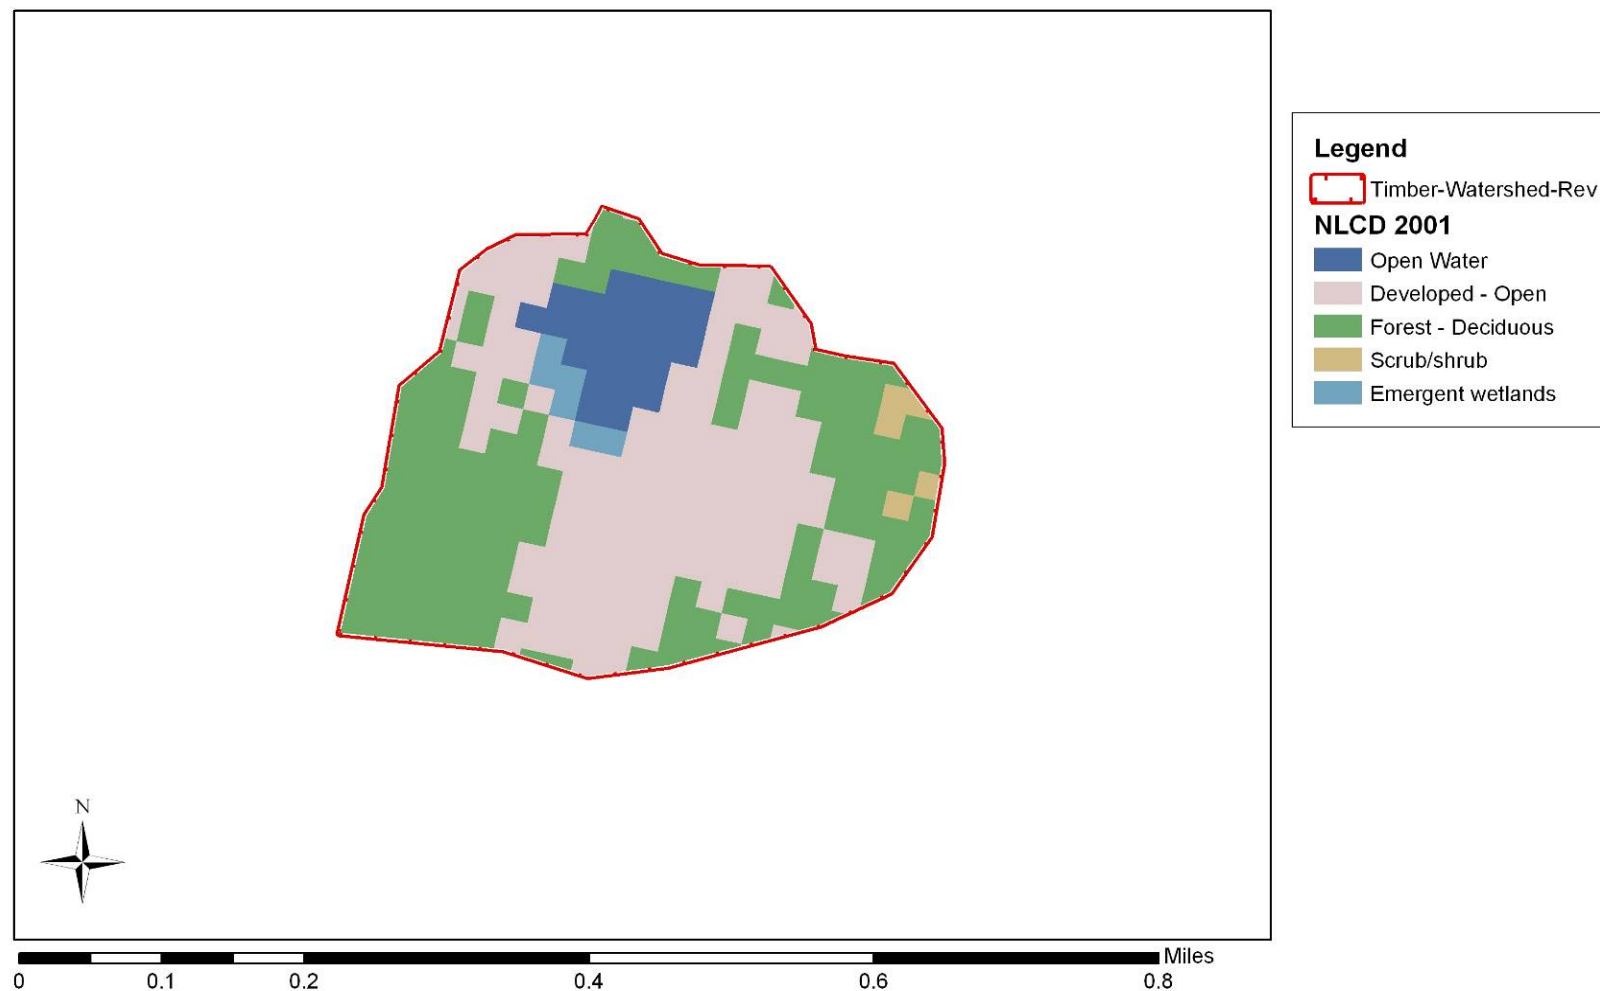 Legend
Timber-Watershed-Rev
NLCD 2001
Open Water
Developed - Open
Forest - Deciduous
Scrub/shrub
Emergent wetlands
N
Miles
0 0.1 0.2 0.4 0.6 0.8